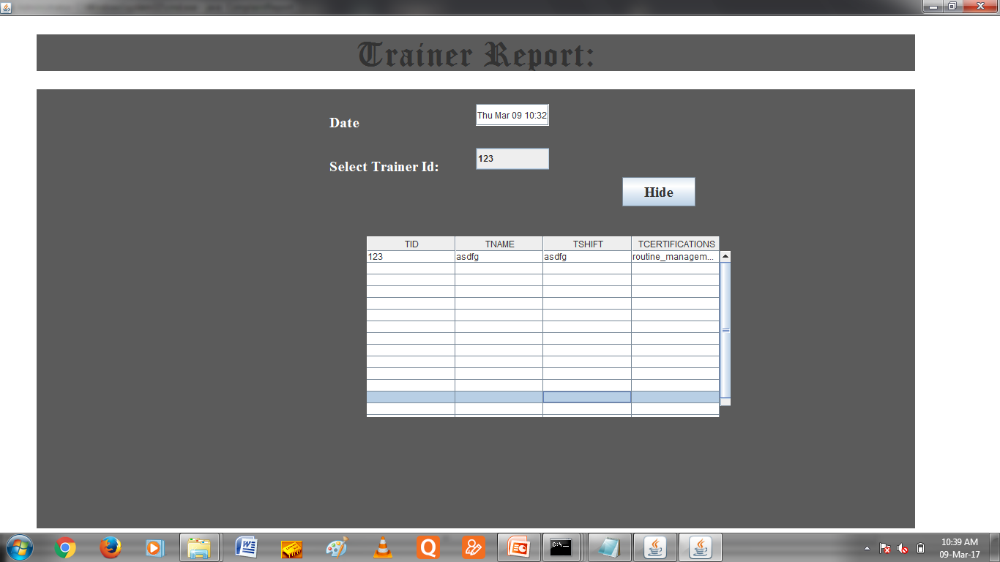 Trainer Report:
Date
Thu Mar 09 10:32
Select Trainer Id:
123
Hide
TID TNAME TSHIFT TCERTIFICATIONS
123 asdfg asdfg routine_managem...
C:\
10:39 AM
09-Mar-17